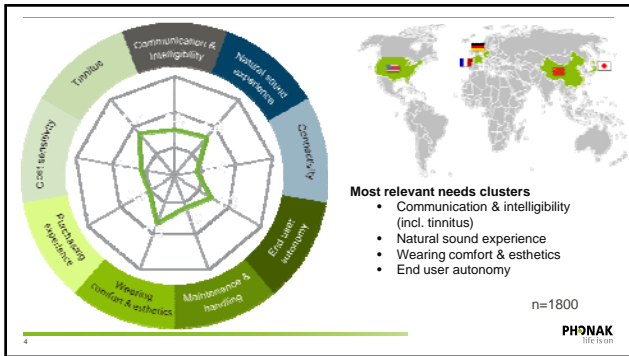 Communication &
Intelligibility
Natural sound
experience
Connectivity
End user
autonomy
Maintenance &
handling
Wearing
comfort & esthetics
Purchasing
experience
Cost sensitivity
Tinnitus
Most relevant needs clusters
• Communication & intelligibility
(incl. tinnitus)
• Natural sound experience
• Wearing comfort & esthetics
• End user autonomy
n=1800
4
PHONAK
life is on